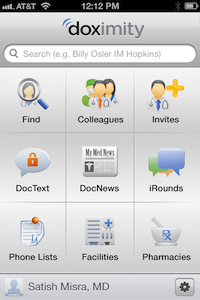 AT&T 12:12 PM
doximity
Search (e.g. Billy Osler IM Hopkins)
Find Colleagues Invites
My Med News
DocText DocNews iRounds
Rx
Phone Lists Facilities Pharmacies
Satish Misra, MD